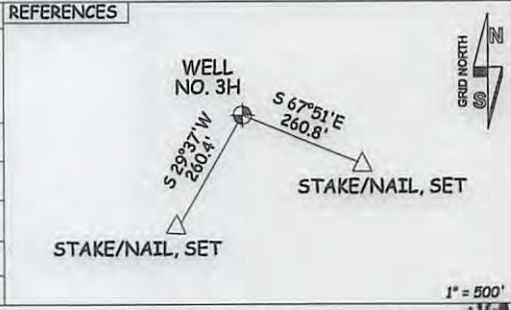 REFERENCES
WELL
NO. 3H
S 29°37'W
260.4'
S 67°51'E
260.8'
STAKE/NAIL, SET
STAKE/NAIL, SET
GRID NORTH
N
S
1" = 500'